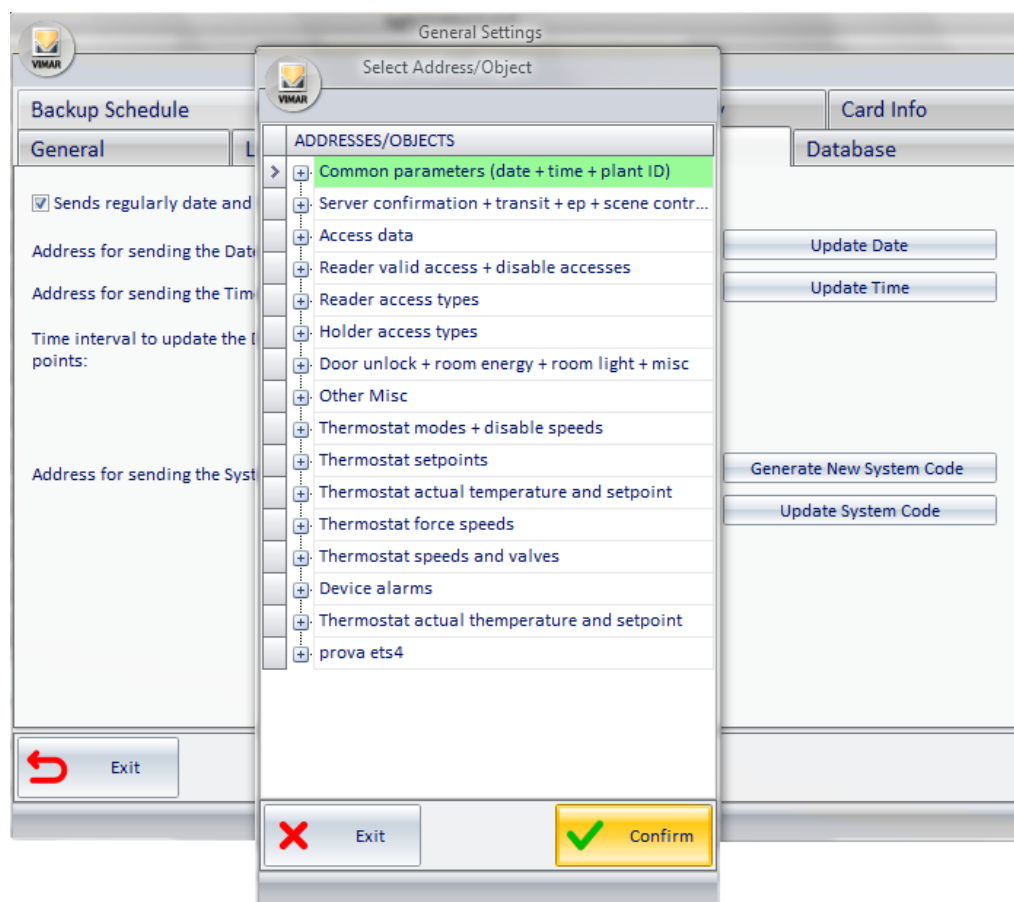 General Settings
VIMAR
Select Address/Object
VIMAR
Backup Schedule
Card Info
General
Database
ADDRESSES/OBJECTS
Common parameters (date + time + plant ID)
Server confirmation + transit + ep + scene contr...
Access data
Reader valid access + disable accesses
Reader access types
Holder access types
Door unlock + room energy + room light + misc
Other Misc
Thermostat modes + disable speeds
Thermostat setpoints
Thermostat actual temperature and setpoint
Thermostat force speeds
Thermostat speeds and valves
Device alarms
Thermostat actual themperature and setpoint
prova ets4
Sends regularly date and
Address for sending the
Update Date
Address for sending the
Update Time
Time interval to update the
points:
Address for sending the
Generate New System Code
Update System Code
Exit
Exit
Confirm